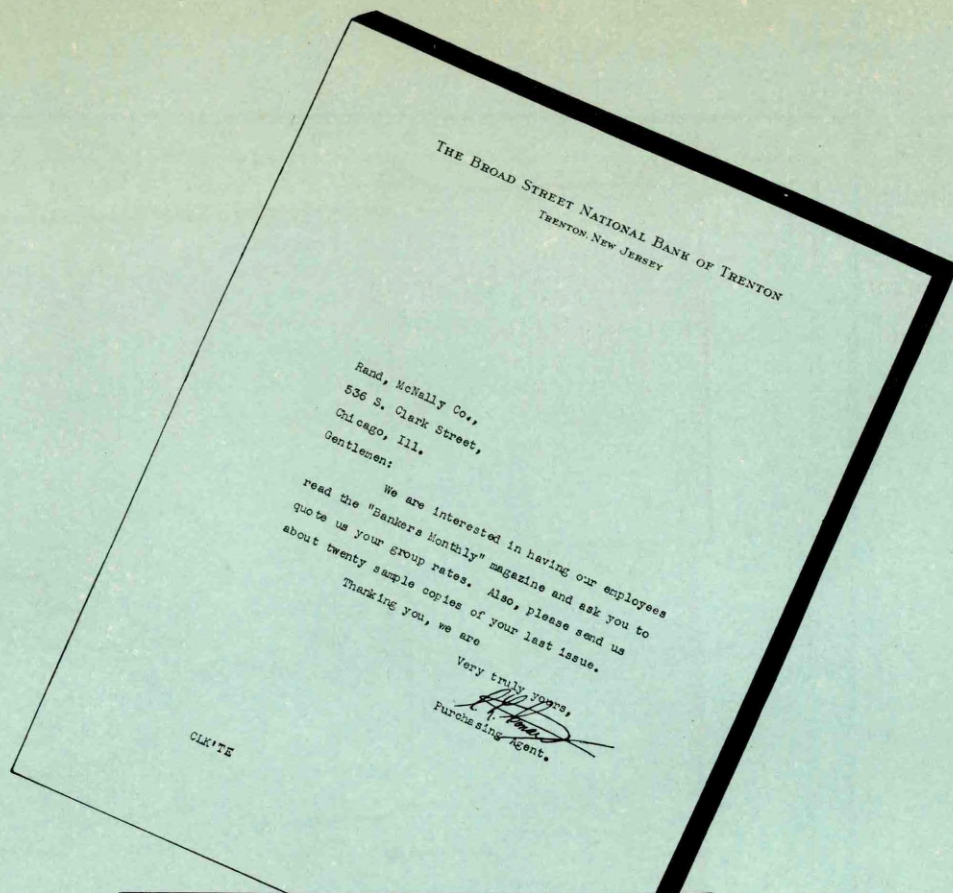 THE BROAD STREET NATIONAL BANK OF TRENTON
TRENTON, NEW JERSEY
Rand, McNally Co.,
536 S. Clark Street,
Chicago, Ill.
Gentlemen:
We are interested in having our employees
read the "Bankers Monthly" magazine and ask you to
quote us your group rates. Also, please send us
about twenty sample copies of your last issue.
Thanking you, we are
Very truly yours,
Purchasing Agent.
CLK'TE